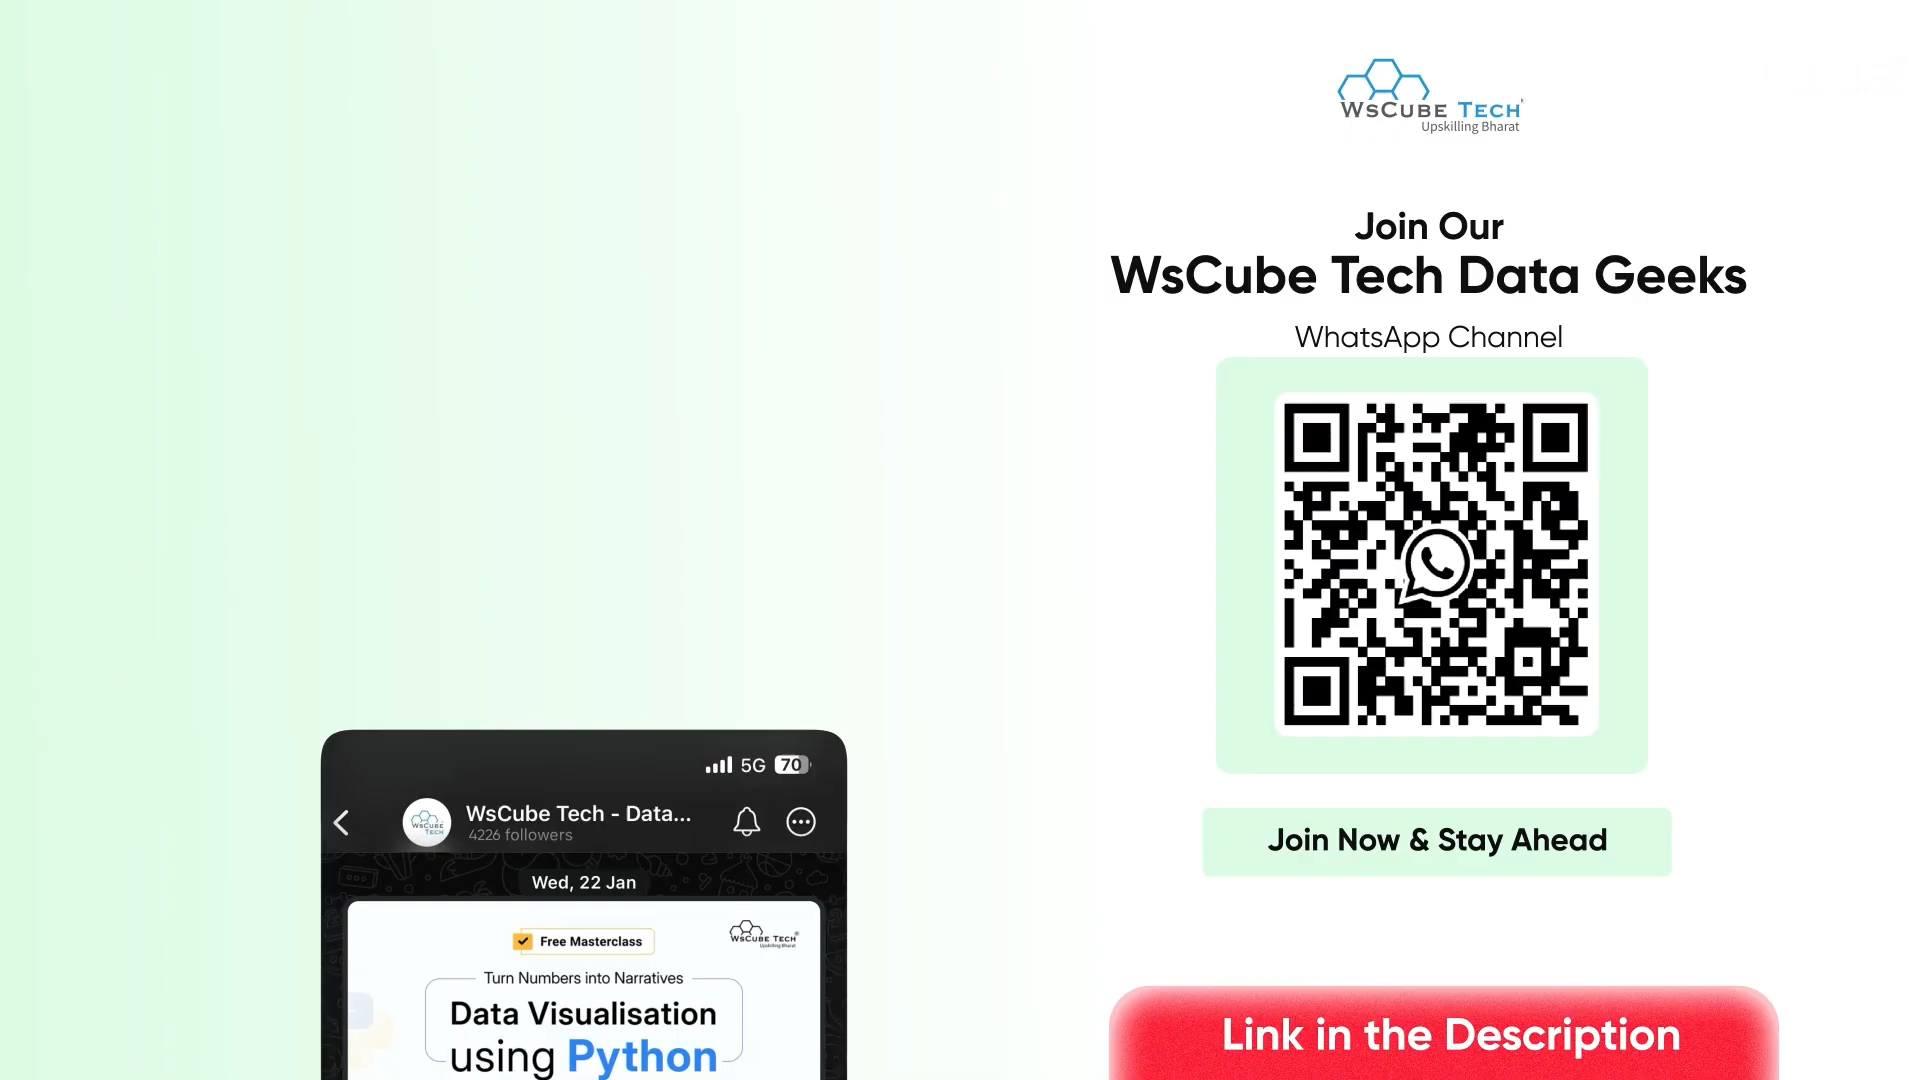 WsCube Tech
Upskilling Bharat
Join Our
WsCube Tech Data Geeks
WhatsApp Channel
Join Now & Stay Ahead
Link in the Description
5G 70
WsCube Tech - Data...
4226 followers
Wed, 22 Jan
Free Masterclass
WsCube Tech
Upskilling Bharat
Turn Numbers into Narratives
Data Visualisation
using Python